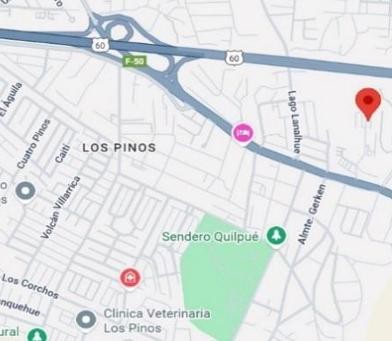 60
60
F-50
El Aguila
Cuatro Pinos
Caiti
Volcán Villarrica
LOS PINOS
Lago Lanalhue
Sendero Quilpué
Almte. Gerken
Los Corchos
Clinica Veterinaria
Los Pinos